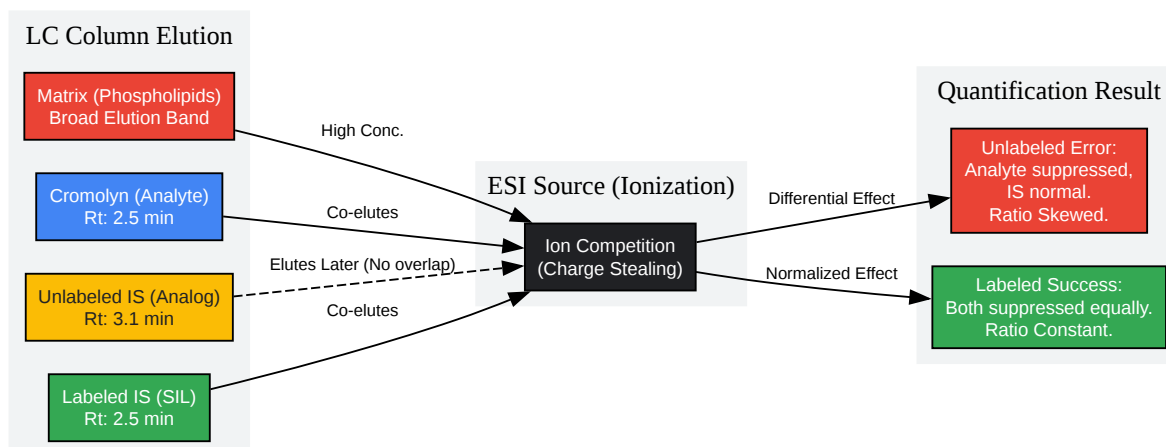 LC Column Elution
Matrix (Phospholipids)
Broad Elution Band
Cromolyn (Analyte)
Rt: 2.5 min
Unlabeled IS (Analog)
Rt: 3.1 min
Labeled IS (SIL)
Rt: 2.5 min
High Conc.
Co-elutes
Elutes Later (No overlap)
Co-elutes
ESI Source (Ionization)
Ion Competition
(Charge Stealing)
Differential Effect
Normalized Effect
Quantification Result
Unlabeled Error:
Analyte suppressed,
IS normal.
Ratio Skewed.
Labeled Success:
Both suppressed equally.
Ratio Constant.